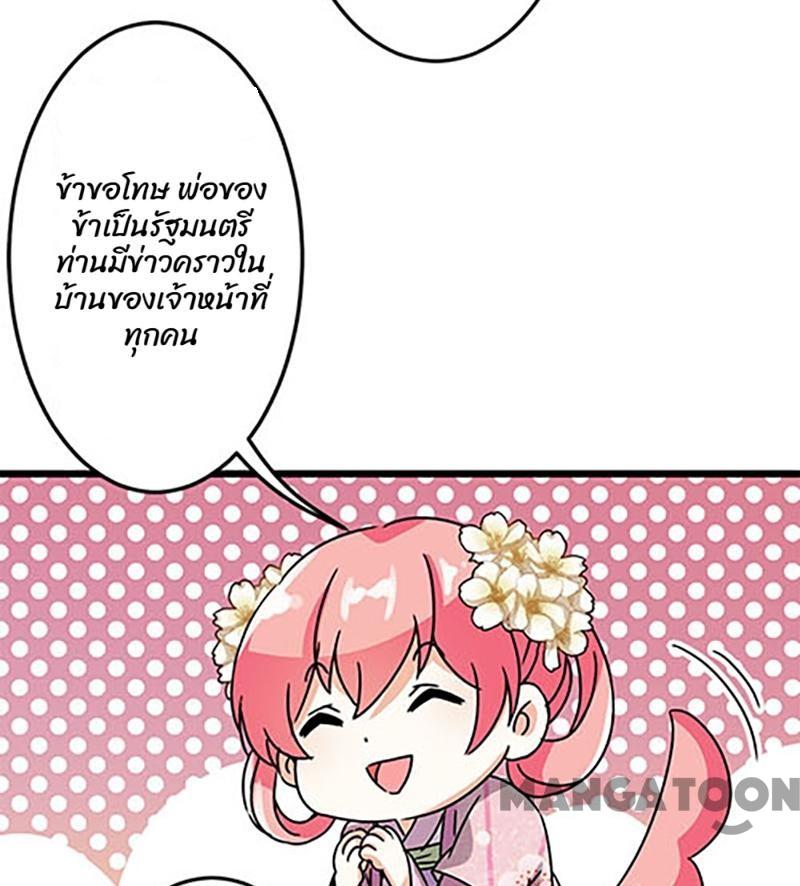 ข้าขอโทษ พ่อของ
ข้าเป็นรัฐมนตรี
ท่านมีข่าวคราวใน
บ้านของเจ้าหน้าที่
ทุกคน
MANGATOON